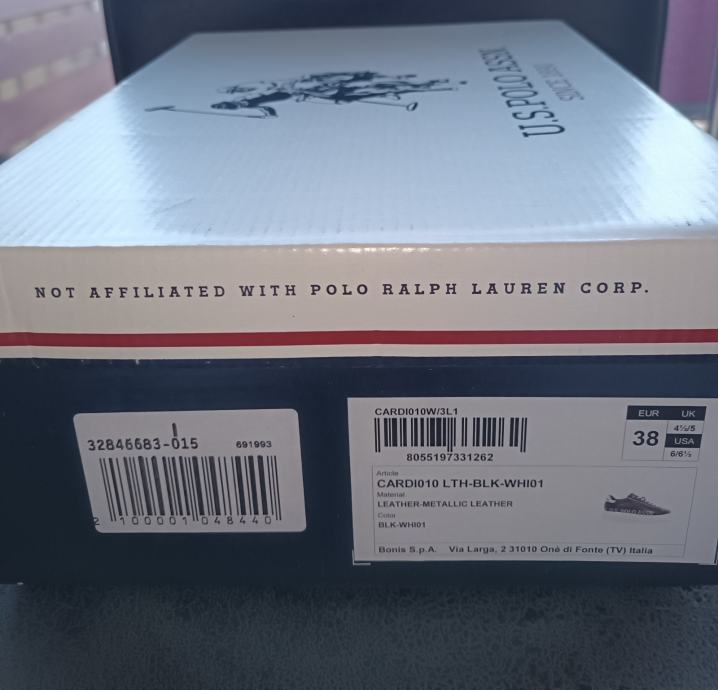 U.S. POLO ASSN.
SINCE 1890
NOT AFFILIATED WITH POLO RALPH LAUREN CORP.
32846683-015
691993
2 100001 048440
CARDI010W/3L1
8055197331262
EUR UK
38
4½/5
USA
6/6½
Article
CARDI010 LTH-BLK-WHI01
Material
LEATHER-METALLIC LEATHER
Color
BLK-WHI01
Bonis S.p.A. Via Larga, 2 31010 Onè di Fonte (TV) Italia
U.S. POLO ASSN.